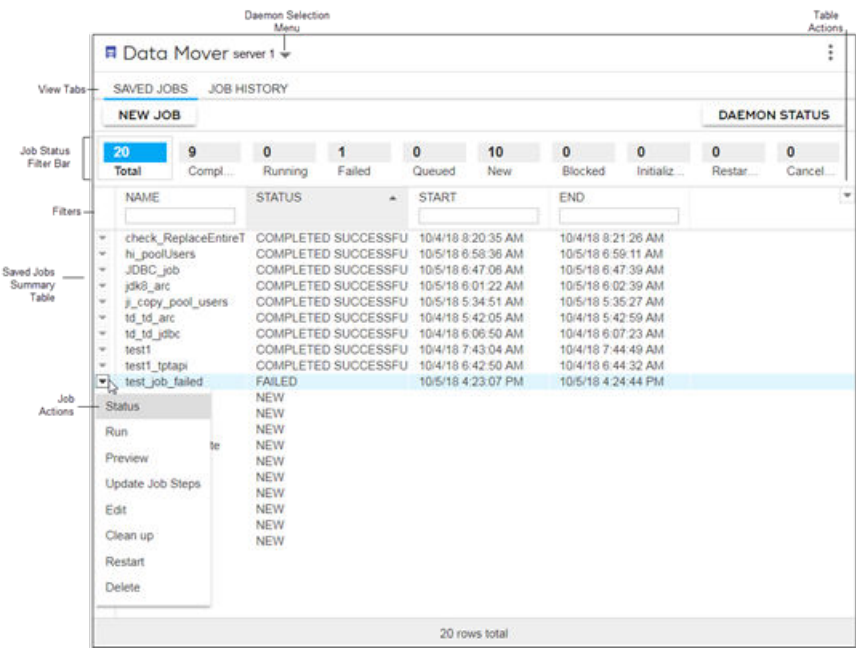 Daemon Selection
Menu
Table
Actions
Data Mover server 1
View Tabs
SAVED JOBS JOB HISTORY
NEW JOB DAEMON STATUS
Job Status
Filter Bar
20 9 0 1 0 10 0 0 0 0
Total Compl... Running Failed Queued New Blocked Initializ... Restar... Cancel...
NAME STATUS START END
Filters
check_ReplaceEntireT COMPLETED SUCCESSFU 10/4/18 8:20:35 AM 10/4/18 8:21:26 AM
hi_poolUsers COMPLETED SUCCESSFU 10/5/18 6:58:36 AM 10/5/18 6:59:11 AM
Saved Jobs
Summary
Table
JDBC_job COMPLETED SUCCESSFU 10/5/18 6:47:06 AM 10/5/18 6:47:39 AM
jdk8_arc COMPLETED SUCCESSFU 10/5/18 6:01:22 AM 10/5/18 6:02:39 AM
ji_copy_pool_users COMPLETED SUCCESSFU 10/5/18 5:34:51 AM 10/5/18 5:35:27 AM
td_td_arc COMPLETED SUCCESSFU 10/4/18 5:42:05 AM 10/4/18 5:42:59 AM
td_td_jdbc COMPLETED SUCCESSFU 10/4/18 6:06:50 AM 10/4/18 6:07:23 AM
test1 COMPLETED SUCCESSFU 10/4/18 7:43:04 AM 10/4/18 7:44:49 AM
test1_tptapi COMPLETED SUCCESSFU 10/4/18 6:42:50 AM 10/4/18 6:44:32 AM
test_job_failed FAILED 10/5/18 4:23:07 PM 10/5/18 4:24:44 PM
Job
Actions
NEW
Status NEW
Run NEW
te NEW
Preview NEW
NEW
Update Job Steps NEW
Edit NEW
Clean up NEW
NEW
Restart
Delete
20 rows total